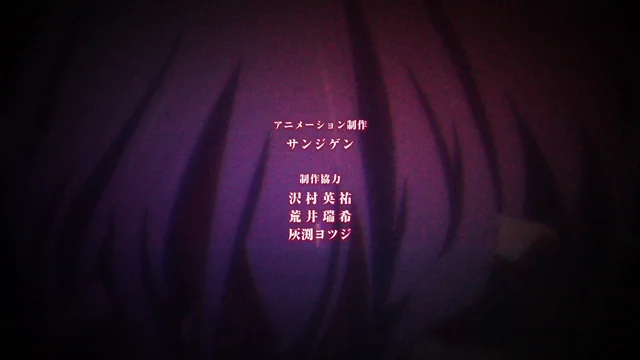 アニメーション制作
サンジゲン
制作協力
沢村英祐
荒井瑞希
灰渕ヨツジ